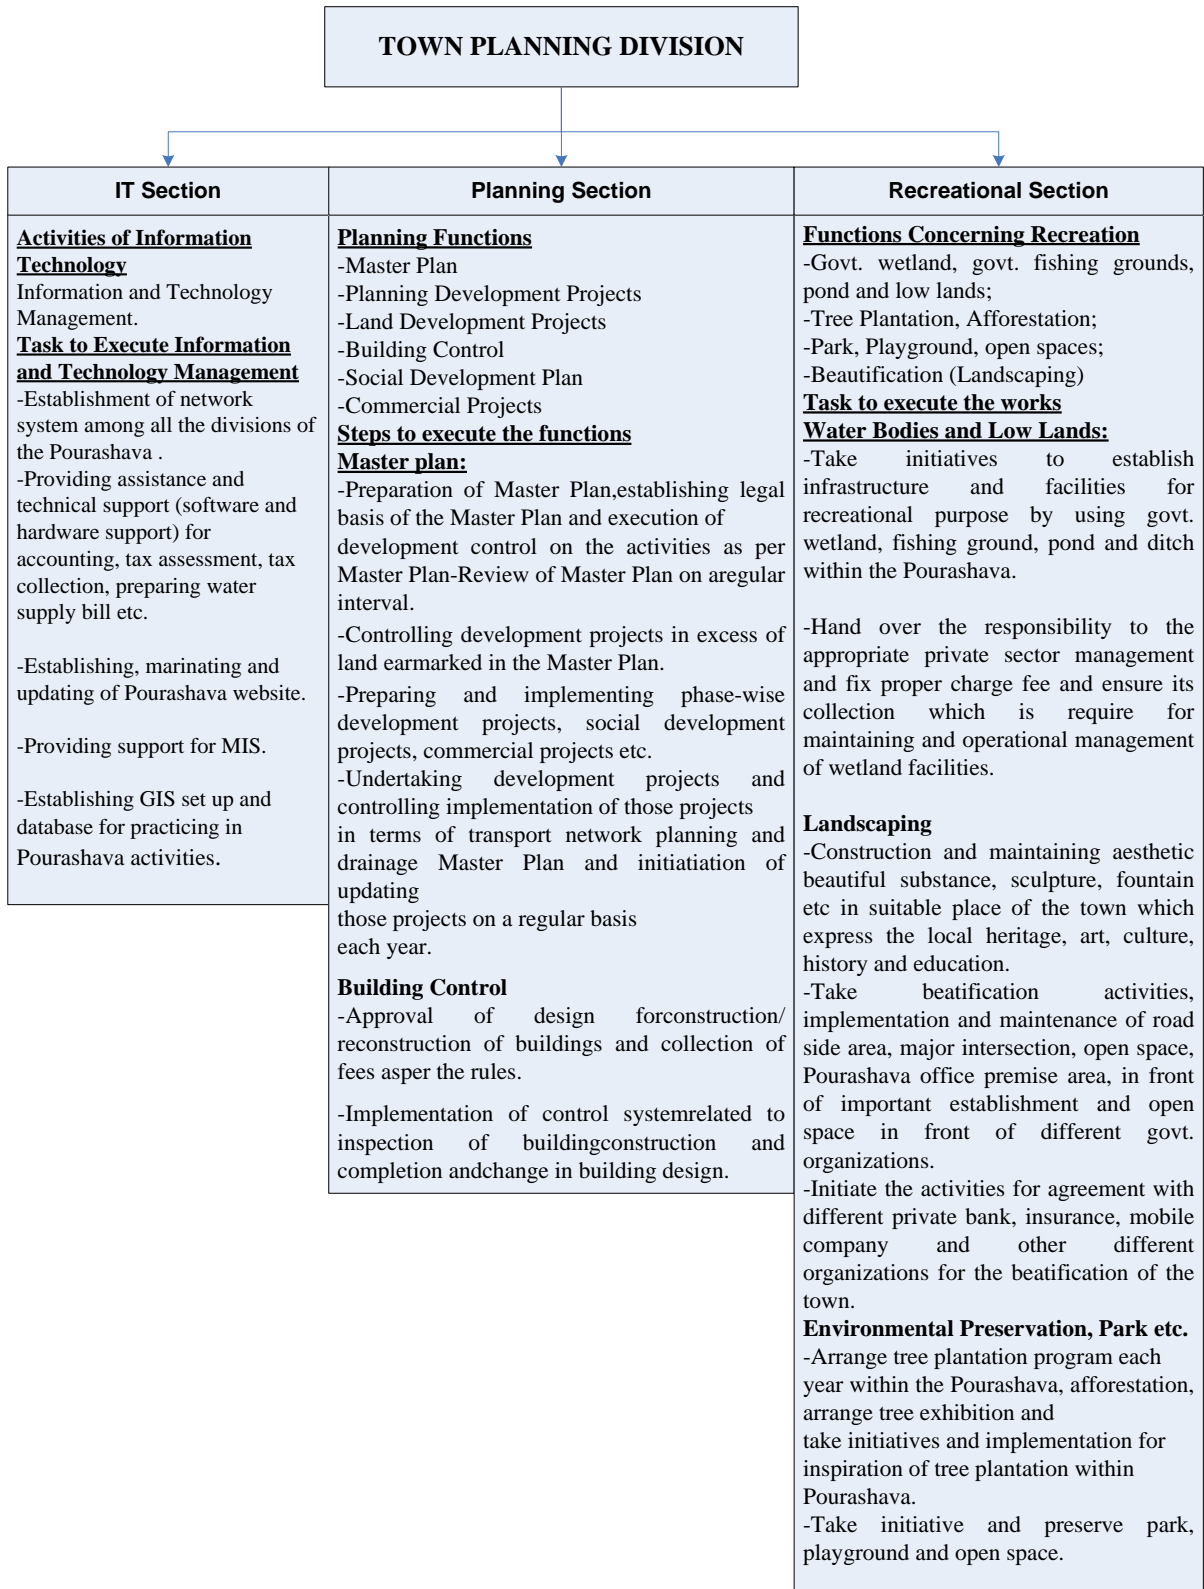 TOWN PLANNING DIVISION
IT Section
Activities of Information
Technology
Information and Technology
Management.
Task to Execute Information
and Technology Management
-Establishment of network
system among all the divisions of
the Pourashava .
-Providing assistance and
technical support (software and
hardware support) for
accounting, tax assessment, tax
collection, preparing water
supply bill etc.
-Establishing, marinating and
updating of Pourashava website.
-Providing support for MIS.
-Establishing GIS set up and
database for practicing in
Pourashava activities.
Planning Section
Planning Functions
-Master Plan
-Planning Development Projects
-Land Development Projects
-Building Control
-Social Development Plan
-Commercial Projects
Steps to execute the functions
Master plan:
-Preparation of Master Plan,establishing legal
basis of the Master Plan and execution of
development control on the activities as per
Master Plan-Review of Master Plan on aregular
interval.
-Controlling development projects in excess of
land earmarked in the Master Plan.
-Preparing and implementing phase-wise
development projects, social development
projects, commercial projects etc.
-Undertaking development projects and
controlling implementation of those projects
in terms of transport network planning and
drainage Master Plan and initiatiation of
updating
those projects on a regular basis
each year.
Building Control
-Approval of design forconstruction/
reconstruction of buildings and collection of
fees asper the rules.
-Implementation of control systemrelated to
inspection of buildingconstruction and
completion andchange in building design.
Recreational Section
Functions Concerning Recreation
-Govt. wetland, govt. fishing grounds,
pond and low lands;
-Tree Plantation, Afforestation;
-Park, Playground, open spaces;
-Beautification (Landscaping)
Task to execute the works
Water Bodies and Low Lands:
-Take initiatives to establish
infrastructure and facilities for
recreational purpose by using govt.
wetland, fishing ground, pond and ditch
within the Pourashava.
-Hand over the responsibility to the
appropriate private sector management
and fix proper charge fee and ensure its
collection which is require for
maintaining and operational management
of wetland facilities.
Landscaping
-Construction and maintaining aesthetic
beautiful substance, sculpture, fountain
etc in suitable place of the town which
express the local heritage, art, culture,
history and education.
-Take beatification activities,
implementation and maintenance of road
side area, major intersection, open space,
Pourashava office premise area, in front
of important establishment and open
space in front of different govt.
organizations.
-Initiate the activities for agreement with
different private bank, insurance, mobile
company and other different
organizations for the beatification of the
town.
Environmental Preservation, Park etc.
-Arrange tree plantation program each
year within the Pourashava, afforestation,
arrange tree exhibition and
take initiatives and implementation for
inspiration of tree plantation within
Pourashava.
-Take initiative and preserve park,
playground and open space.